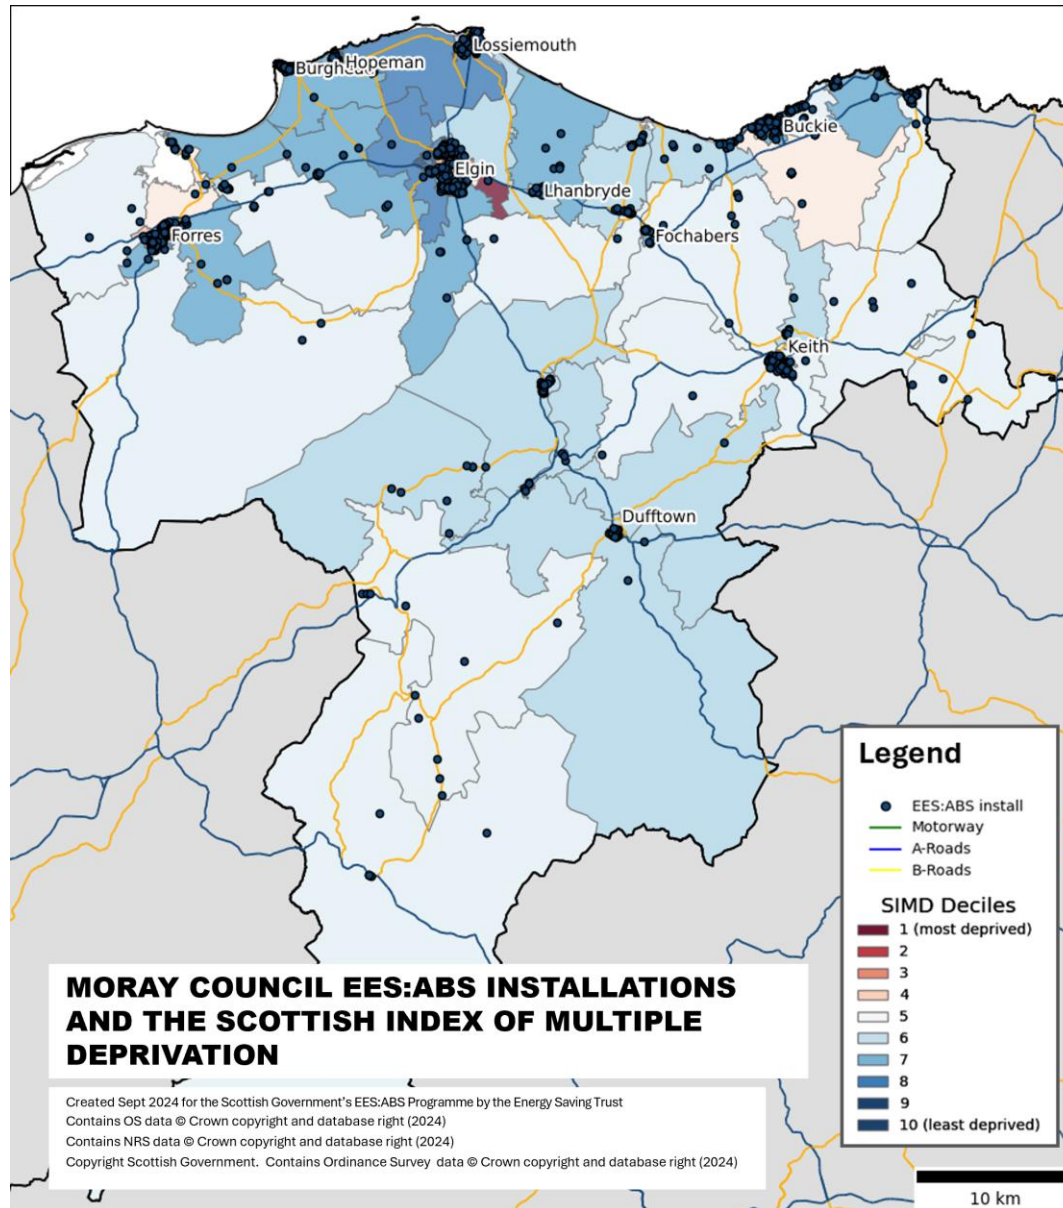 Lossiemouth
Hopeman
Burghead
Buckie
Elgin
Lhanbryde
Forres
Fochabers
Keith
Dufftown
Legend
EES:ABS install
Motorway
A-Roads
B-Roads
SIMD Deciles
1 (most deprived)
2
3
4
5
6
7
8
9
10 (least deprived)
MORAY COUNCIL EES:ABS INSTALLATIONS
AND THE SCOTTISH INDEX OF MULTIPLE
DEPRIVATION
Created Sept 2024 for the Scottish Government's EES:ABS Programme by the Energy Saving Trust
Contains OS data © Crown copyright and database right (2024)
Contains NRS data © Crown copyright and database right (2024)
Copyright Scottish Government. Contains Ordinance Survey data © Crown copyright and database right (2024)
10 km